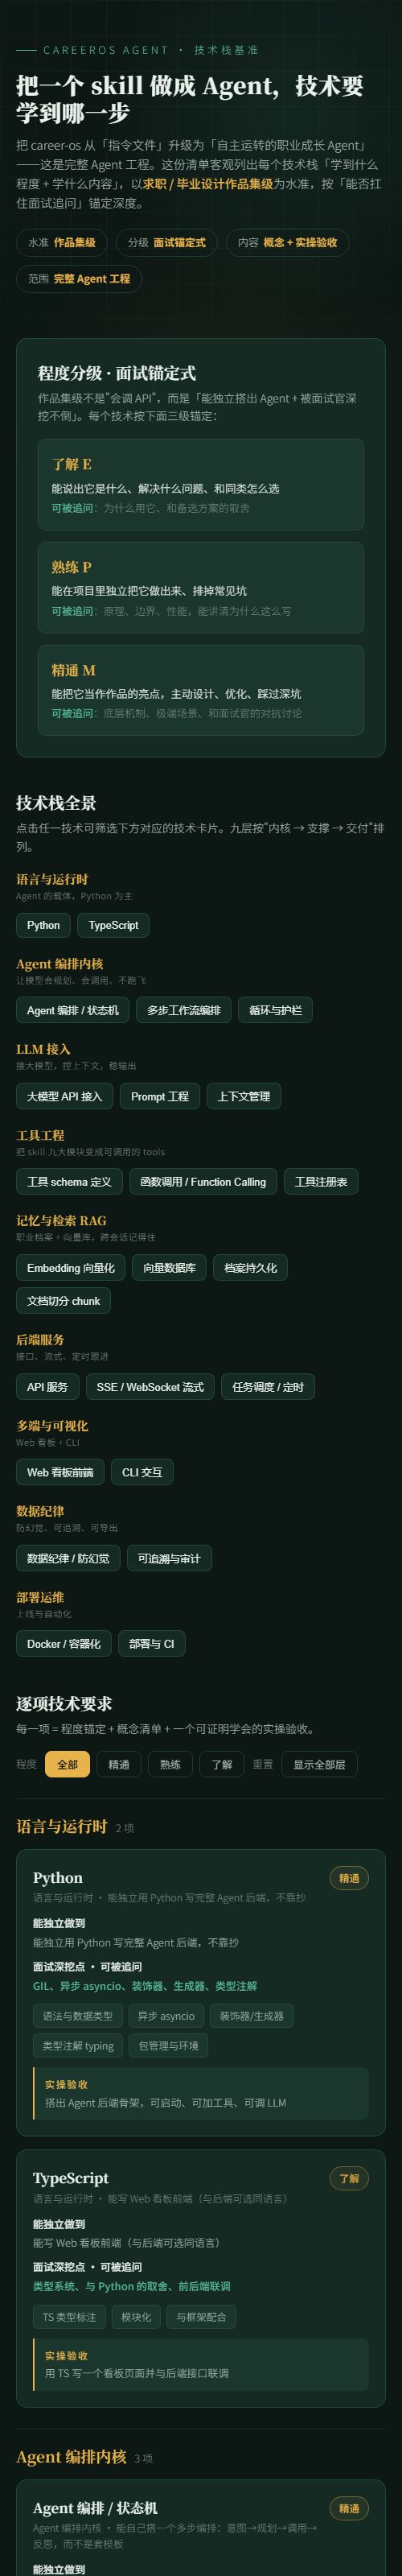 CAREEROS AGENT · 技术栈基准
把一个 skill 做成 Agent，技术要
学到哪一步
把 career-os 从「指令文件」升级为「自主运转的职业成长 Agent」
——这是完整 Agent 工程。这份清单客观列出每个技术栈「学到什么
程度 + 学什么内容」，以求职 / 毕业设计作品集级为水准，按「能否扛
住面试追问」锚定深度。
水准 作品集级 分级 面试锚定式 内容 概念 + 实操验收
范围 完整 Agent 工程
程度分级 · 面试锚定式
作品集级不是"会调 API"，而是「能独立搭出 Agent + 被面试官深
挖不倒」。每个技术按下面三级锚定：
了解 E
能说出它是什么、解决什么问题、和同类怎么选
可被追问：为什么用它、和备选方案的取舍
熟练 P
能在项目里独立把它做出来、排掉常见坑
可被追问：原理、边界、性能，能讲清为什么这么写
精通 M
能把它当作作品的亮点，主动设计、优化、踩过深坑
可被追问：底层机制、极端场景、和面试官的对抗讨论
技术栈全景
点击任一技术可筛选下方对应的技术卡片。九层按"内核 → 支撑 → 交付"排
列。
语言与运行时
Agent 的载体，Python 为主
Python TypeScript
Agent 编排内核
让模型会规划、会调用、不跑飞
Agent 编排 / 状态机 多步工作流编排 循环与护栏
LLM 接入
接大模型，控上下文，稳输出
大模型 API 接入 Prompt 工程 上下文管理
工具工程
把 skill 九大模块变成可调用的 tools
工具 schema 定义 函数调用 / Function Calling 工具注册表
记忆与检索 RAG
职业档案 + 向量库，跨会话记得住
Embedding 向量化 向量数据库 档案持久化
文档切分 chunk
后端服务
接口、流式、定时跟进
API 服务 SSE / WebSocket 流式 任务调度 / 定时
多端与可视化
Web 看板 + CLI
Web 看板前端 CLI 交互
数据纪律
防幻觉、可追溯、可导出
数据纪律 / 防幻觉 可追溯与审计
部署运维
上线与自动化
Docker / 容器化 部署与 CI
逐项技术要求
每一项 = 程度锚定 + 概念清单 + 一个可证明学会的实操验收。
程度 全部 精通 熟练 了解 重置 显示全部层
语言与运行时 2 项
Python 精通
语言与运行时 · 能独立用 Python 写完整 Agent 后端，不靠抄
能独立做到
能独立用 Python 写完整 Agent 后端，不靠抄
面试深挖点 · 可被追问
GIL、异步 asyncio、装饰器、生成器、类型注解
语法与数据类型 异步 asyncio 装饰器/生成器
类型注解 typing 包管理与环境
实操验收
搭出 Agent 后端骨架，可启动、可加工具、可调 LLM
TypeScript 了解
语言与运行时 · 能写 Web 看板前端（与后端可选同语言）
能独立做到
能写 Web 看板前端（与后端可选同语言）
面试深挖点 · 可被追问
类型系统、与 Python 的取舍、前后端联调
TS 类型标注 模块化 与框架配合
实操验收
用 TS 写一个看板页面并与后端接口联调
Agent 编排内核 3 项
Agent 编排 / 状态机 精通
Agent 编排内核 · 能自己搭一个多步编排：意图→规划→调用→
反思，而不是套模板
能独立做到